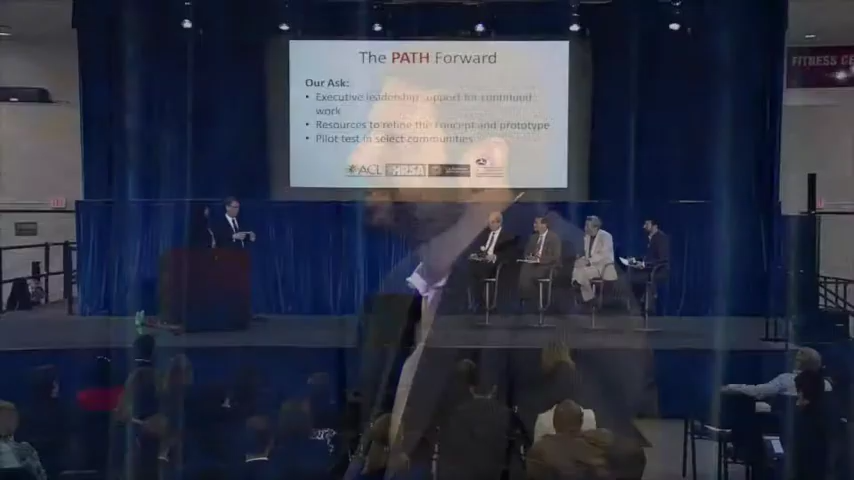 The PATH Forward
Our Ask:
• Executive leadership support for continued
work
• Resources to refine the concept and prototype
• Pilot test in select communities
ACL HRSA
FITNESS CE